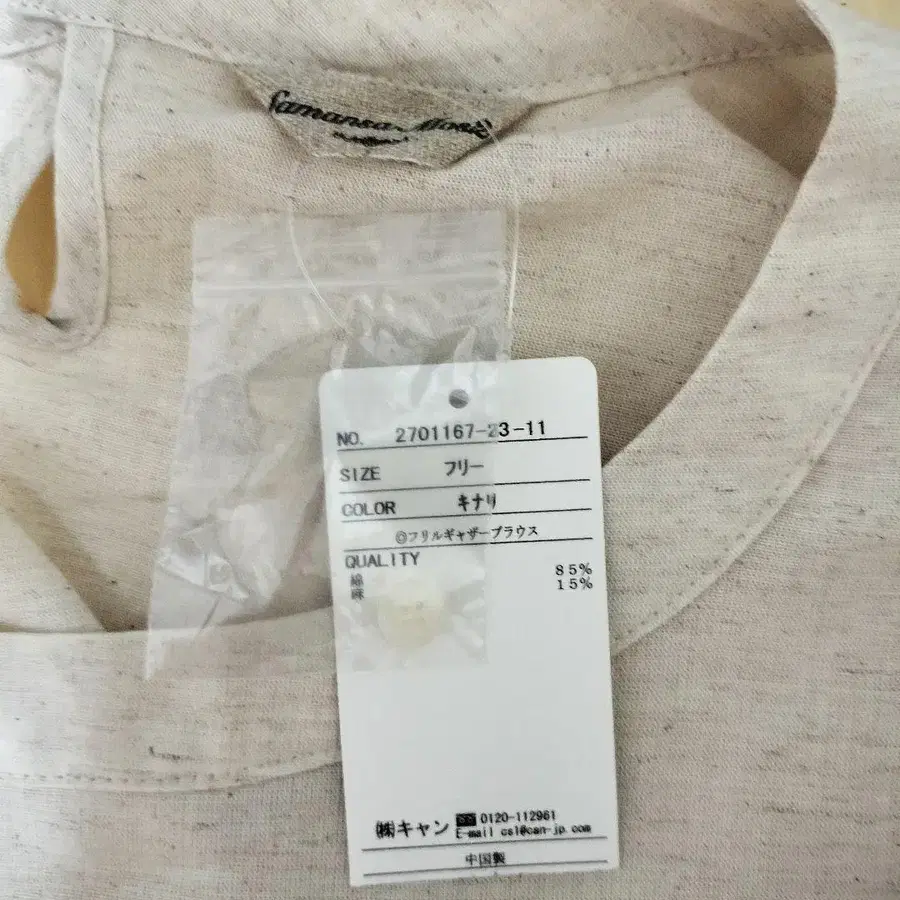 Samansa Mos2
NO. 2701167-23-11
SIZE フリー
COLOR キナリ
◎フリルギャザーブラウス
QUALITY
綿 85%
麻 15%
㈱キャン 0120-112961
E-mail csl@can-jp.com
中国製